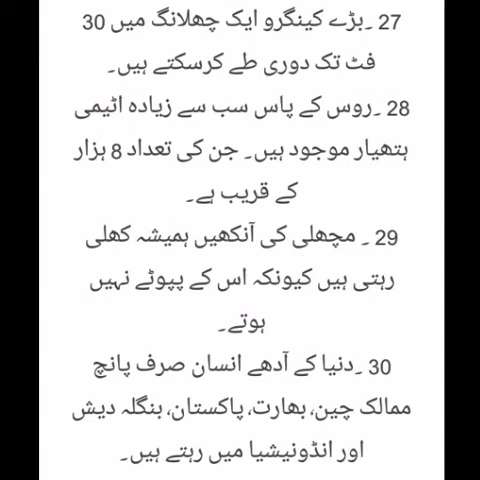 27 ۔بڑے کینگرو ایک چھلانگ میں 30
فٹ تک دوری طے کرسکتے ہیں۔
28 ۔روس کے پاس سب سے زیادہ اٹیمی
ہتھیار موجود ہیں۔ جن کی تعداد 8 ہزار
کے قریب ہے۔
29 ۔ مچھلی کی آنکھیں ہمیشہ کھلی
رہتی ہیں کیونکہ اس کے پپوٹے نہیں
ہوتے۔
30 ۔دنیا کے آدھے انسان صرف پانچ
ممالک چین، بھارت، پاکستان، بنگلہ دیش
اور انڈونیشیا میں رہتے ہیں۔